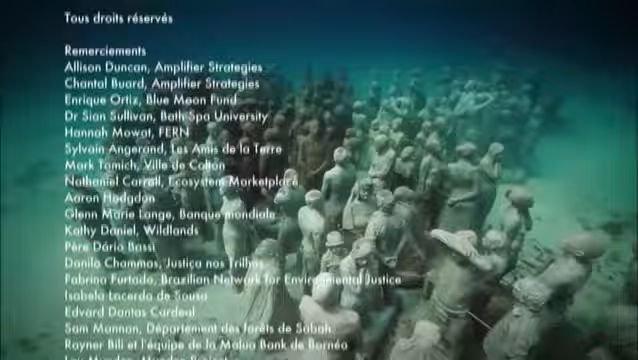 Tous droits réservés
Remerciements
Allison Duncan, Amplifier Strategies
Chantal Buard, Amplifier Strategies
Enrique Ortiz, Blue Moon Fund
Dr Sian Sullivan, Bath Spa University
Hannah Mowat, FERN
Sylvain Angerand, Les Amis de la Terre
Mark Tomich, Ville de Colton
Nathaniel Carroll, Ecosystem Marketplace
Aaron Hodgdon
Glenn Marie Lange, Banque mondiale
Kathy Daniel, Wildlands
Père Dário Bassi
Danilo Chammas, Justiça nos Trilhos
Fabrina Furtado, Brazilian Network for Environmental Justice
Isabela Lacerda de Sousa
Edvard Dantas Cardeal
Sam Mannan, Département des forêts de Sabah
Rayner Bili et l'équipe de la Malua Bank de Bornéo